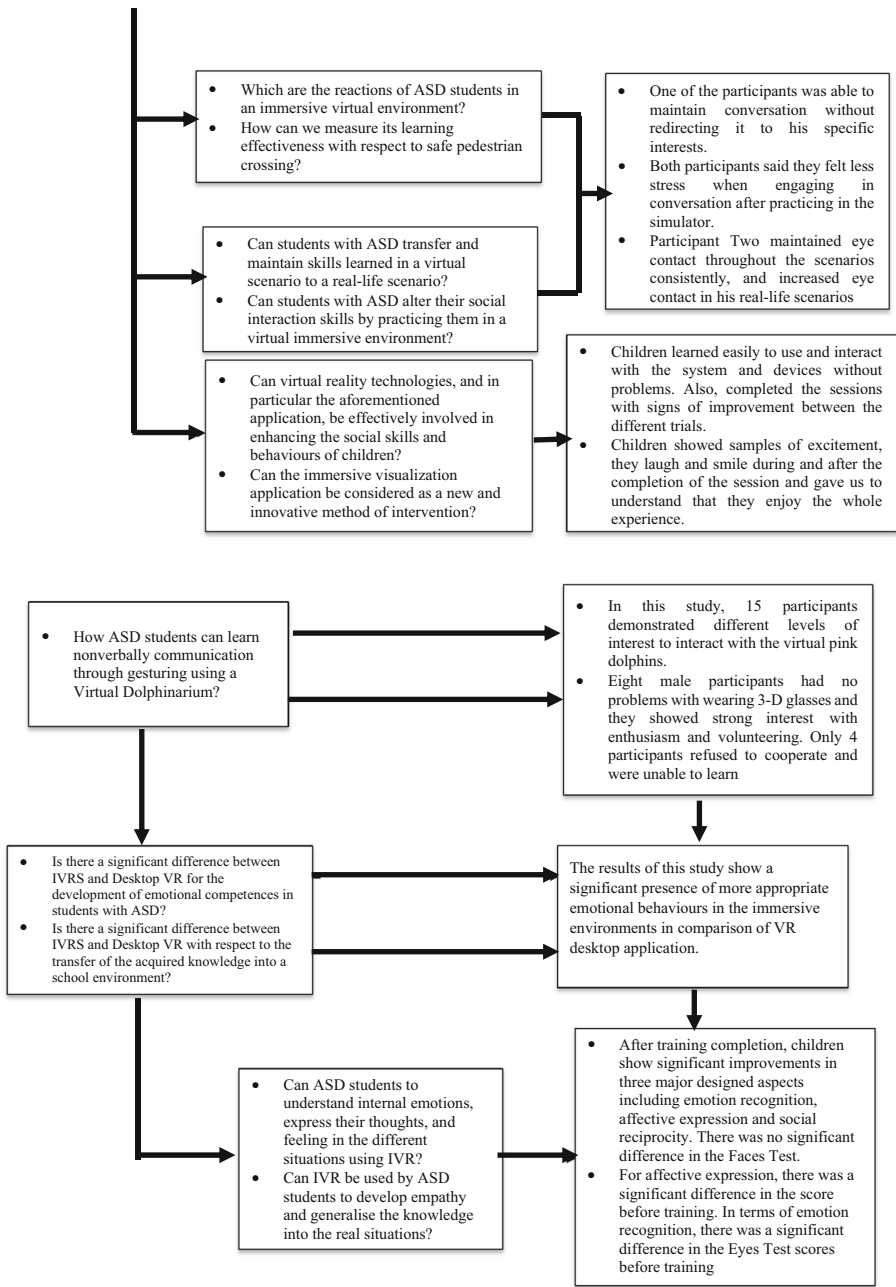 • Which are the reactions of ASD students in
an immersive virtual environment?
• How can we measure its learning
effectiveness with respect to safe pedestrian
crossing?
• One of the participants was able to
maintain conversation without
redirecting it to his specific
interests.
• Both participants said they felt less
stress when engaging in
conversation after practicing in the
simulator.
• Participant Two maintained eye
contact throughout the scenarios
consistently, and increased eye
contact in his real-life scenarios
• Can students with ASD transfer and
maintain skills learned in a virtual
scenario to a real-life scenario?
• Can students with ASD alter their social
interaction skills by practicing them in a
virtual immersive environment?
• Can virtual reality technologies, and in
particular the aforementioned
application, be effectively involved in
enhancing the social skills and
behaviours of children?
• Can the immersive visualization
application be considered as a new and
innovative method of intervention?
• Children learned easily to use and interact
with the system and devices without
problems. Also, completed the sessions
with signs of improvement between the
different trials.
• Children showed samples of excitement,
they laugh and smile during and after the
completion of the session and gave us to
understand that they enjoy the whole
experience.
• How ASD students can learn
nonverbally communication
through gesturing using a
Virtual Dolphinarium?
• In this study, 15 participants
demonstrated different levels of
interest to interact with the virtual pink
dolphins.
• Eight male participants had no
problems with wearing 3-D glasses and
they showed strong interest with
enthusiasm and volunteering. Only 4
participants refused to cooperate and
were unable to learn
• Is there a significant difference between
IVRS and Desktop VR for the
development of emotional competences in
students with ASD?
• Is there a significant difference between
IVRS and Desktop VR with respect to the
transfer of the acquired knowledge into a
school environment?
The results of this study show a
significant presence of more appropriate
emotional behaviours in the immersive
environments in comparison of VR
desktop application.
• Can ASD students to
understand internal emotions,
express their thoughts, and
feeling in the different
situations using IVR?
• Can IVR be used by ASD
students to develop empathy
and generalise the knowledge
into the real situations?
• After training completion, children
show significant improvements in
three major designed aspects
including emotion recognition,
affective expression and social
reciprocity. There was no significant
difference in the Faces Test.
• For affective expression, there was a
significant difference in the score
before training. In terms of emotion
recognition, there was a significant
difference in the Eyes Test scores
before training